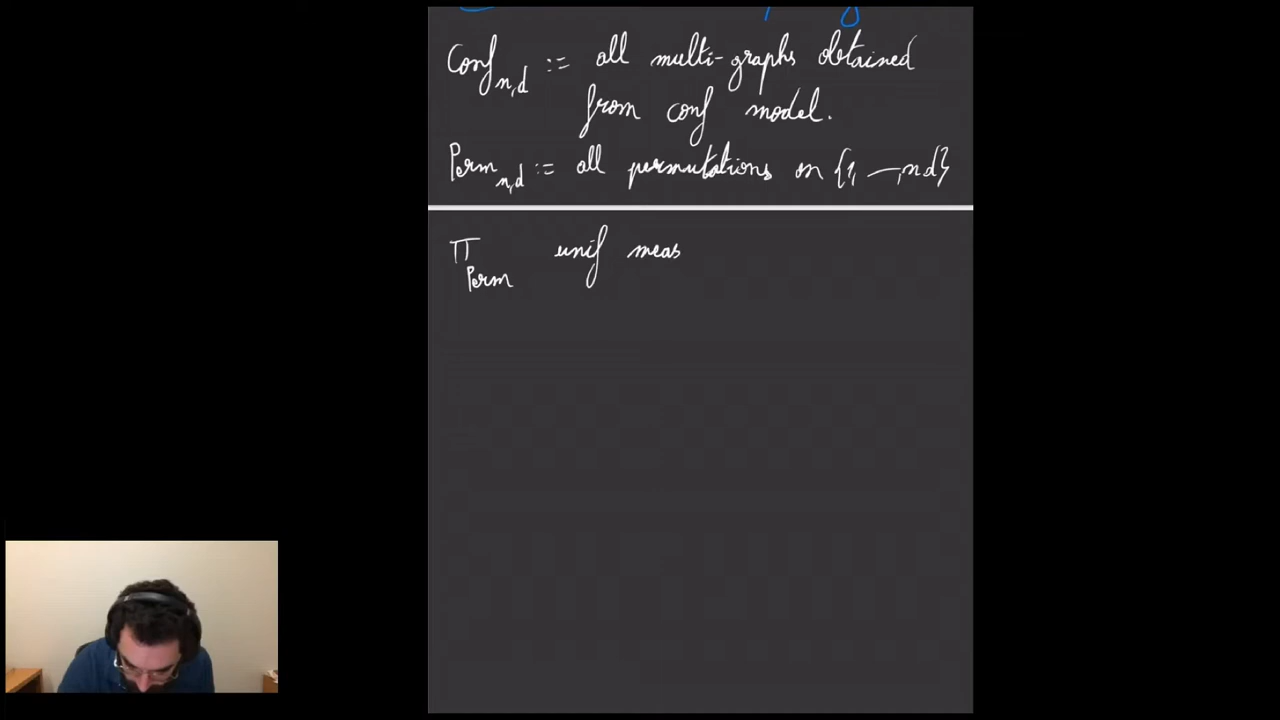 Conf_{n,d} := all multi-graphs obtained
from conf model.
Perm_{n,d} := all permutations on {1, —, nd}
Π_{Perm} unif meas